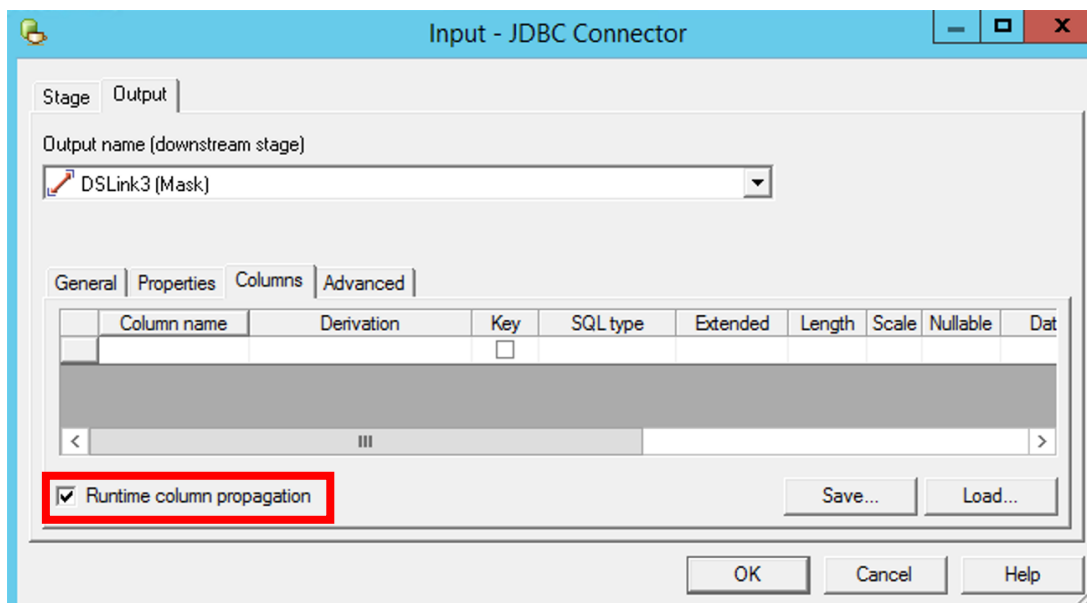 Input - JDBC Connector
Stage Output
Output name (downstream stage)
DSLink3 (Mask)
General Properties Columns Advanced
Column name Derivation Key SQL type Extended Length Scale Nullable Dat
Runtime column propagation Save... Load...
OK Cancel Help